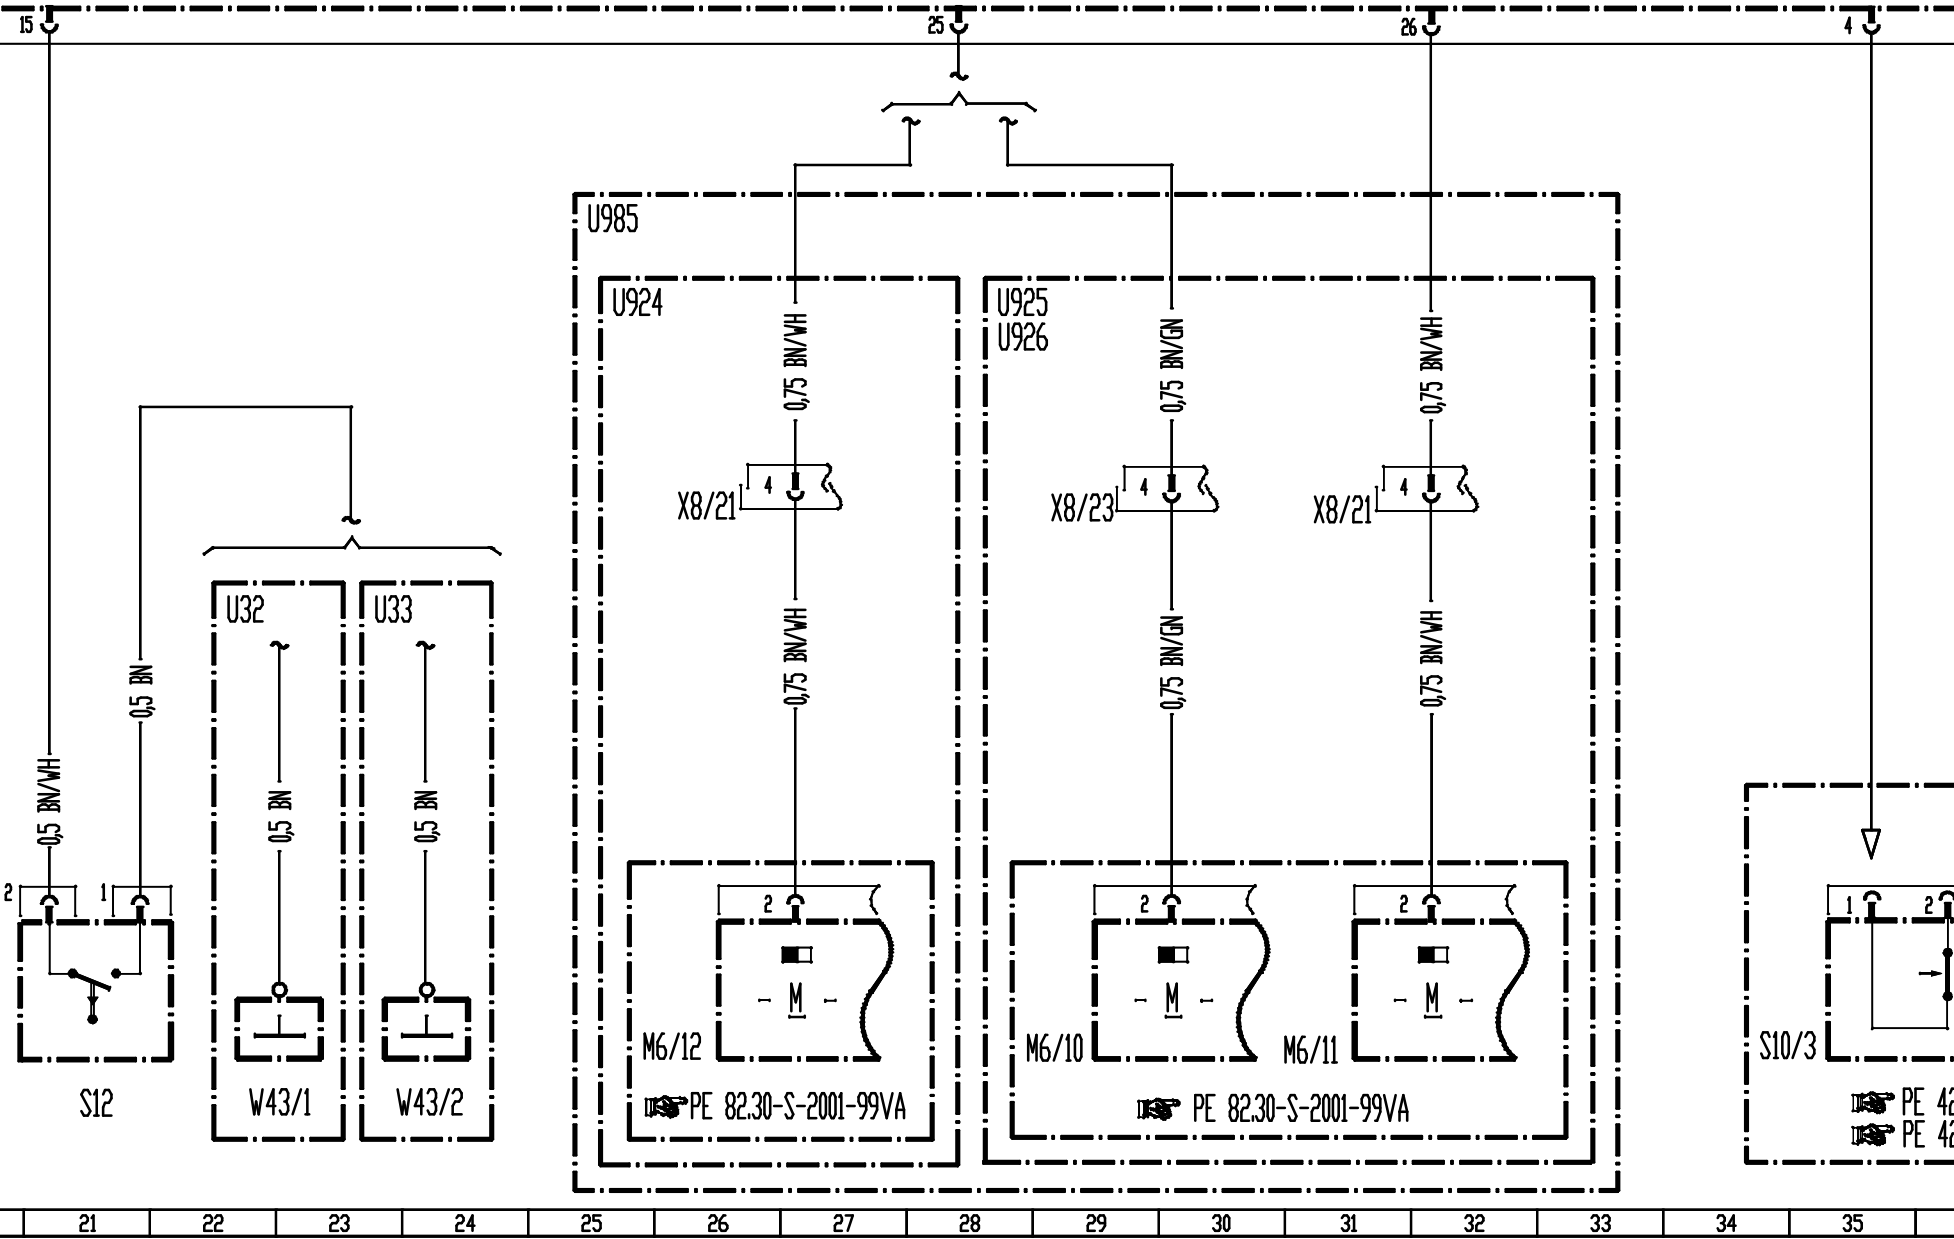 15
25
26
4
U985
U924
U925
U926
0,75 BN/WH
0,75 BN/GN
0,75 BN/WH
X8/21
4
X8/23
4
X8/21
4
U32
U33
0,5 BN
0,75 BN/WH
0,75 BN/GN
0,75 BN/WH
0,5 BN/WH
0,5 BN
0,5 BN
2
1
2
2
2
1
2
M
M
M
M6/12
M6/10
M6/11
S10/3
S12
W43/1
W43/2
PE 82.30-S-2001-99VA
PE 82.30-S-2001-99VA
PE 42
PE 42
21 22 23 24 25 26 27 28 29 30 31 32 33 34 35